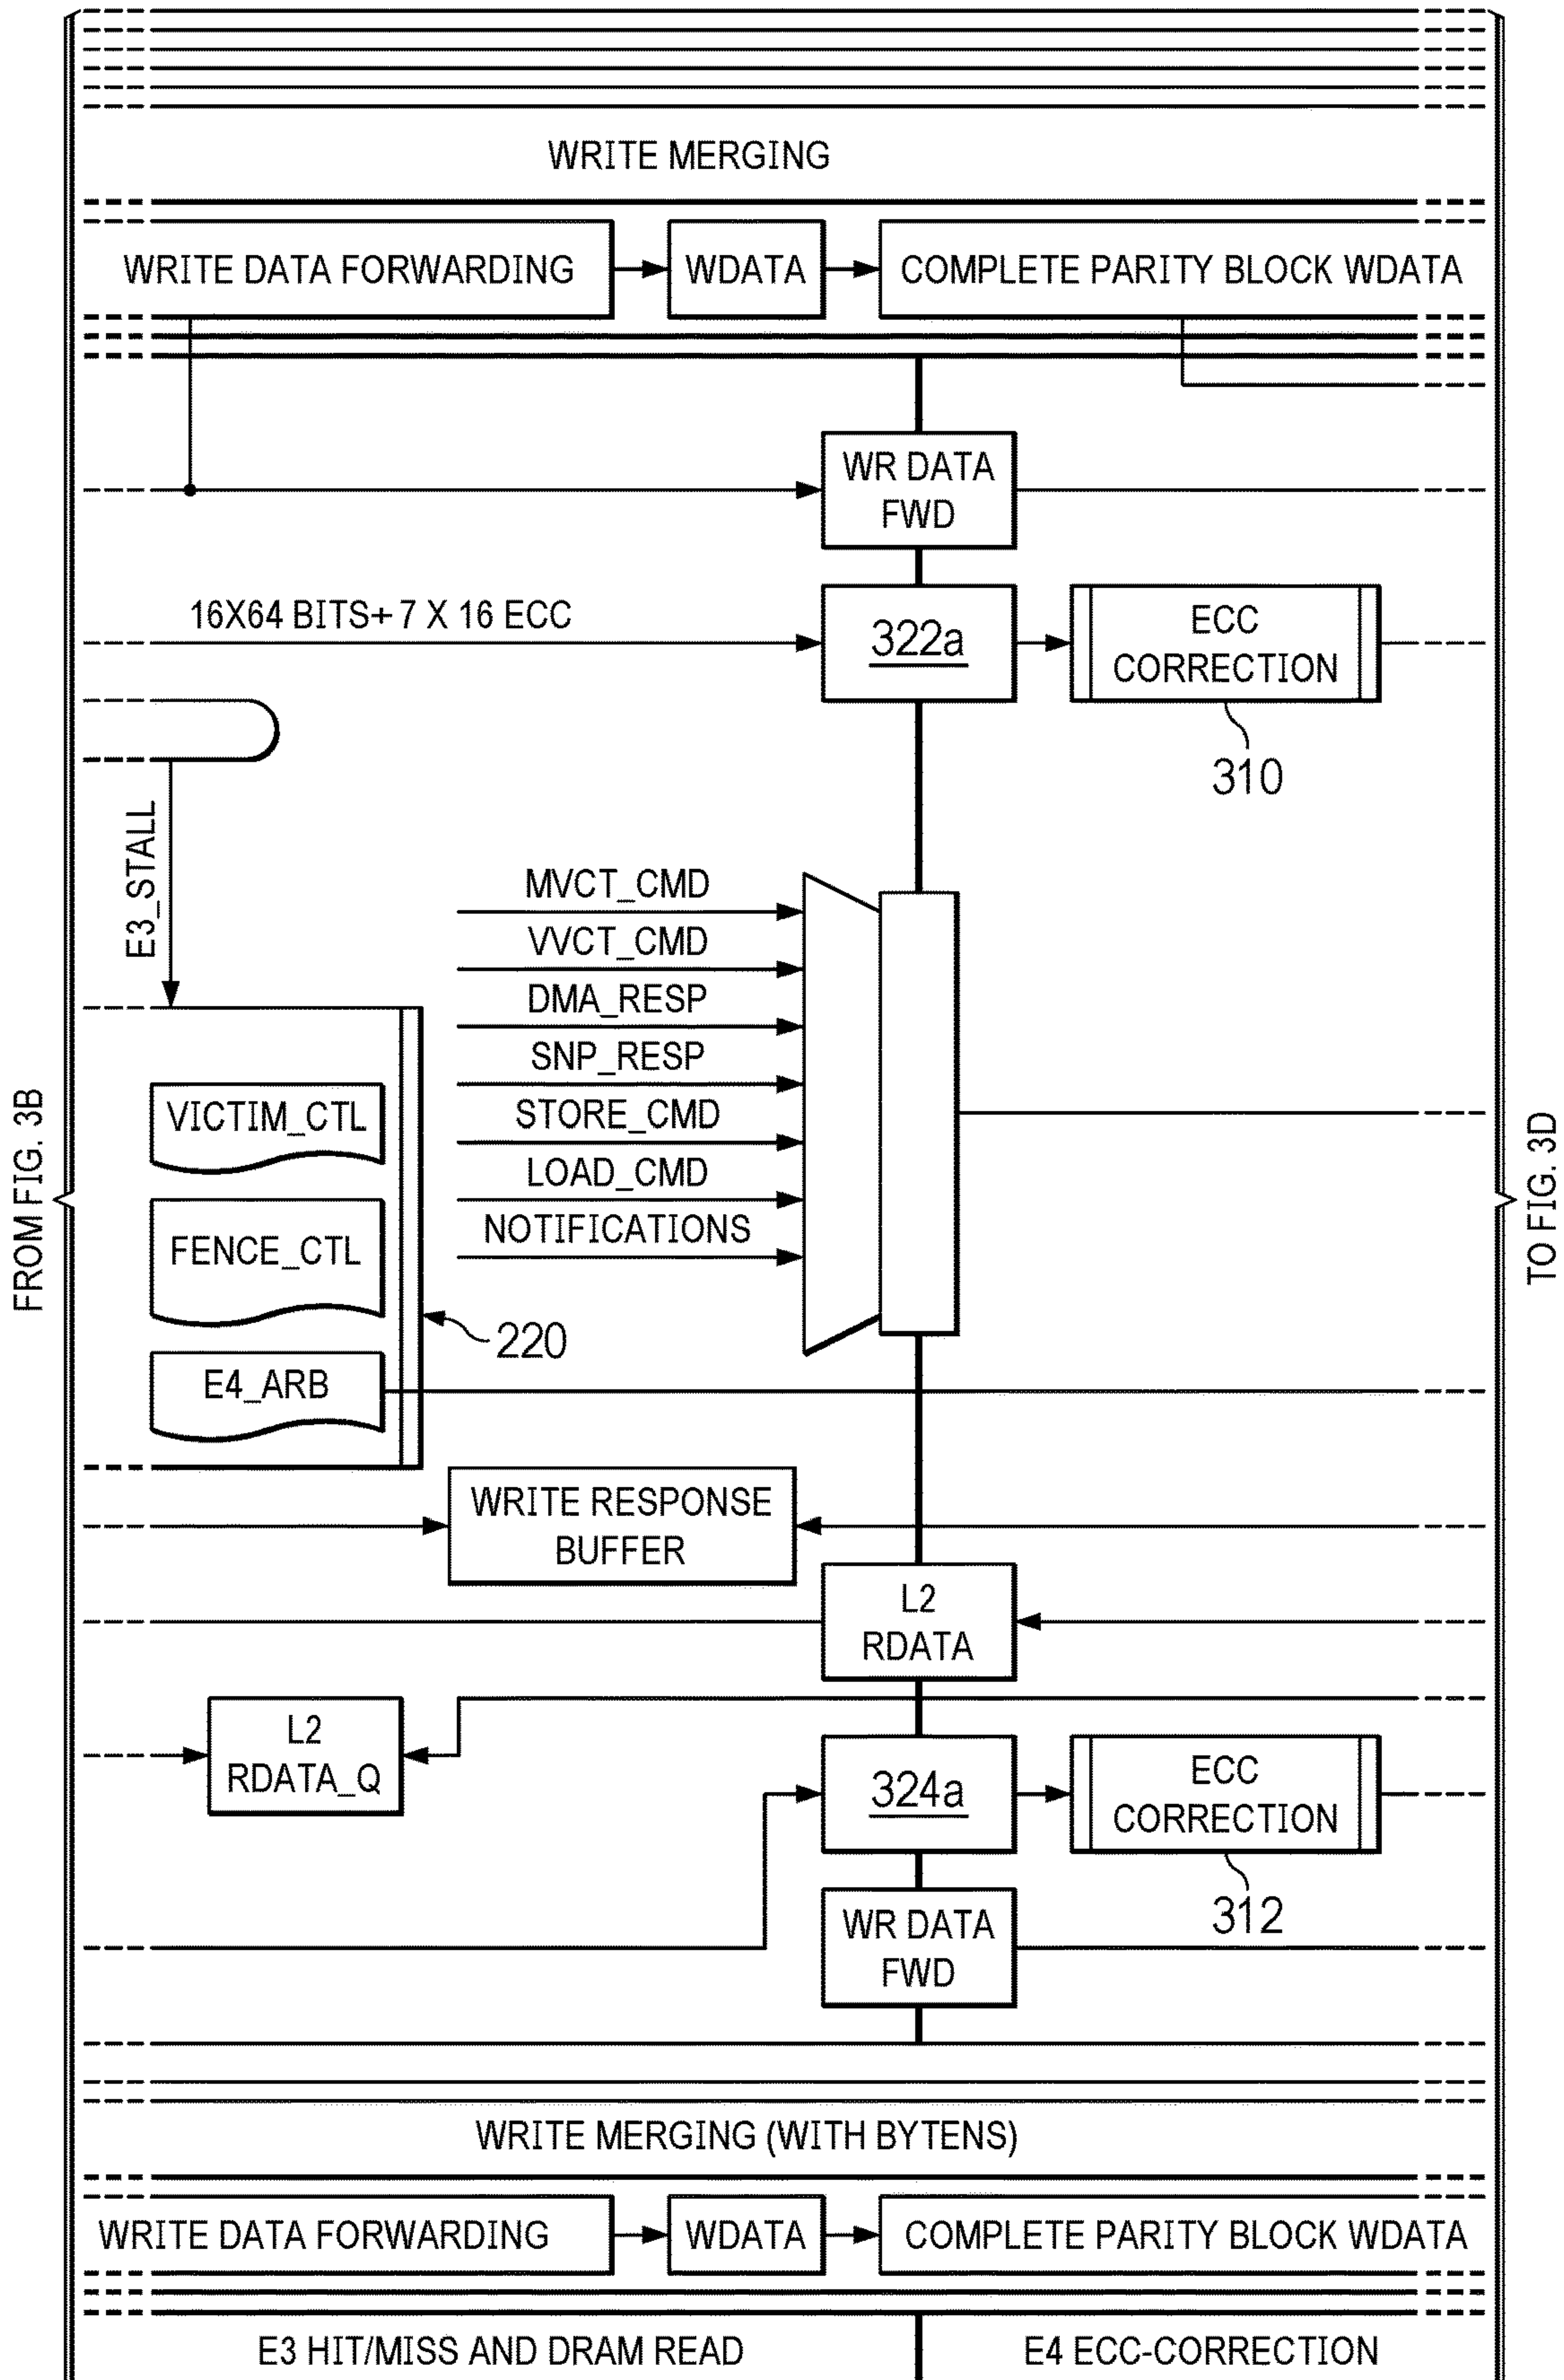 WRITE MERGING
WRITE DATA FORWARDING
WDATA
COMPLETE PARITY BLOCK WDATA
WR DATA
FWD
16X64 BITS+ 7 X 16 ECC
322a
ECC
CORRECTION
310
E3_STALL
MVCT_CMD
VVCT_CMD
DMA_RESP
SNP_RESP
STORE_CMD
LOAD_CMD
NOTIFICATIONS
VICTIM_CTL
FENCE_CTL
E4_ARB
220
FROM FIG. 3B
TO FIG. 3D
WRITE RESPONSE
BUFFER
L2
RDATA
L2
RDATA_Q
324a
ECC
CORRECTION
312
WR DATA
FWD
WRITE MERGING (WITH BYTENS)
WRITE DATA FORWARDING
WDATA
COMPLETE PARITY BLOCK WDATA
E3 HIT/MISS AND DRAM READ
E4 ECC-CORRECTION